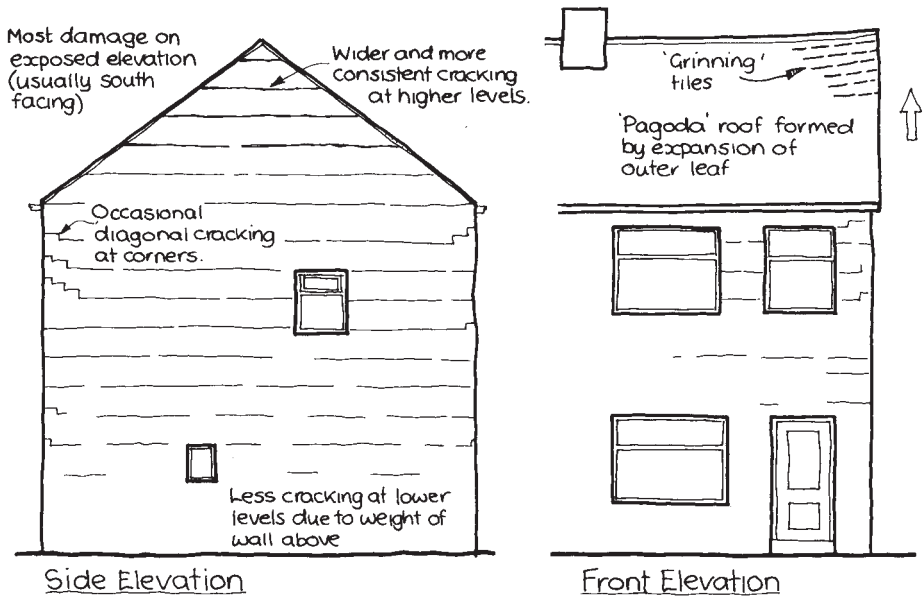 Most damage on
exposed elevation
(usually south
facing)
Wider and more
consistent cracking
at higher levels.
Occasional
diagonal cracking
at corners.
Less cracking at lower
levels due to weight of
wall above
Side Elevation
'Grinning'
tiles
'Pagoda' roof formed
by expansion of
outer leaf
Front Elevation